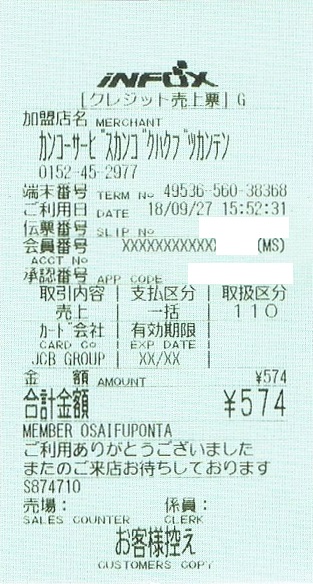 INFOX
[クレジット売上票] G
加盟店名 MERCHANT
カンコーサービスカンゴクハクブツカンテン
0152-45-2977
端末番号 TERM No 49536-560-38368
ご利用日 DATE 18/09/27 15:52:31
伝票番号 SLIP No
会員番号 XXXXXXXXXXXX (MS)
ACCT No
承認番号 APP CODE
取引内容 支払区分 取扱区分
売上 一括 110
カード会社 有効期限
CARD Co EXP DATE
JCB GROUP XX/XX
金 額 AMOUNT ¥574
合計金額 ¥574
MEMBER OSAIFUPONTA
ご利用ありがとうございました
またのご来店お待ちしております
S874710
売場: 係員:
SALES COUNTER CLERK
お客様控え
CUSTOMERS COPY